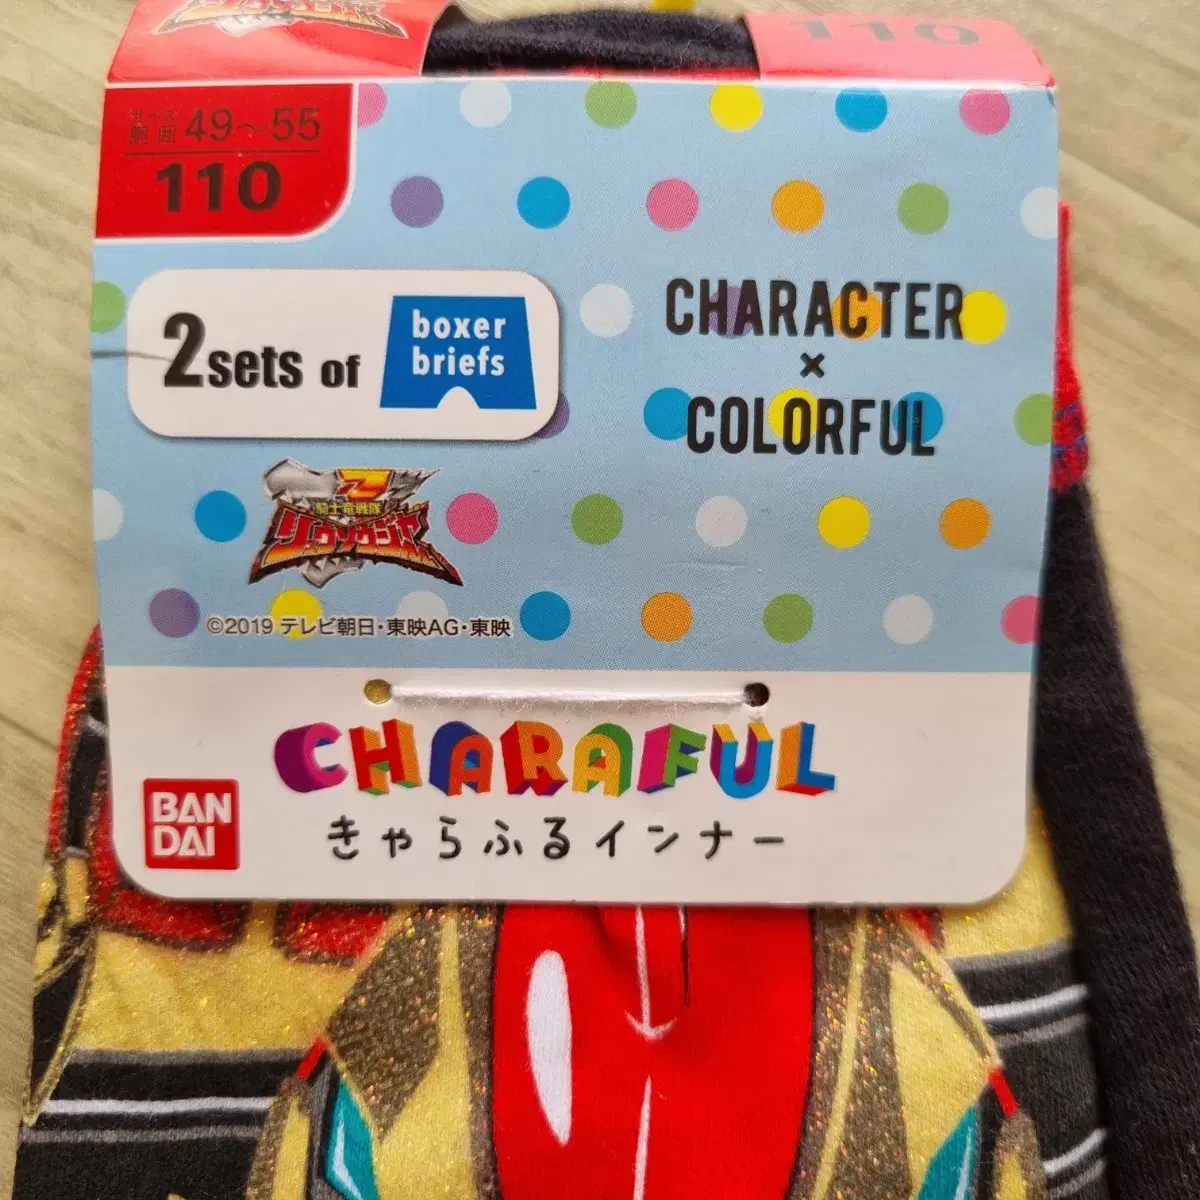 110
サイズ
胴囲 49～55
110
2sets of
boxer
briefs
CHARACTER
×
COLORFUL
騎士竜戦隊
リュウソウジャー
©2019 テレビ朝日・東映AG・東映
CHARAFUL
BAN
DAI
きゃらふるインナー